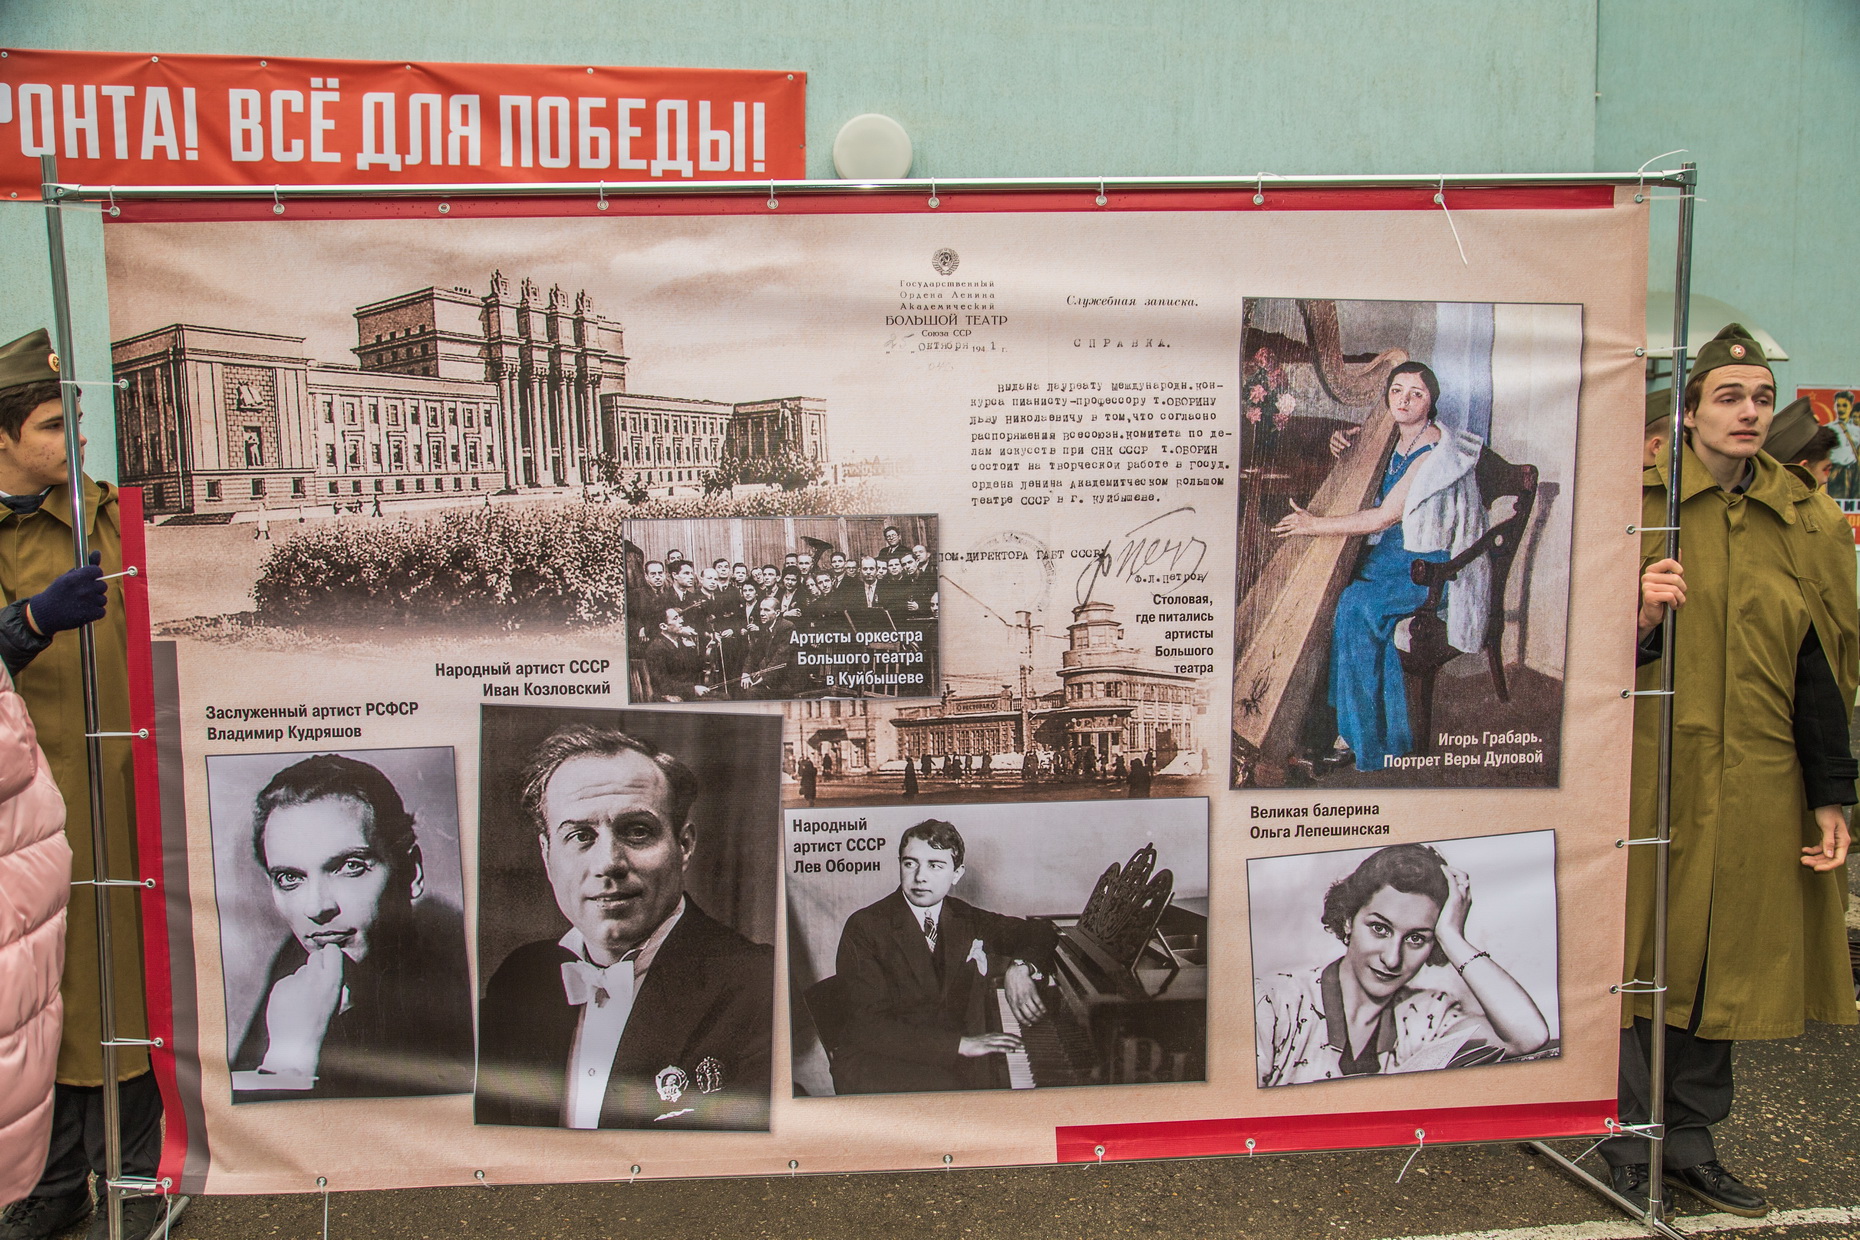 РОНТА! ВСЁ ДЛЯ ПОБЕДЫ!
Государственный
Ордена Ленина
Академический
БОЛЬШОЙ ТЕАТР
Союза ССР
Октября 1941 г.
Служебная записка.
СПРАВКА.
Выдана Лауреату Международн.кон-
курса пианисту-профессору т.ОБОРИНУ
Льву Николаевичу в том,что согласно
распоряжения Всесоюзн.Комитета по де-
лам искусств при СНК СССР т.ОБОРИН
состоит на творческой работе в Госуд.
ордена Ленина Академическом Большом
театре СССР в г. Куйбышеве.
ПОМ.ДИРЕКТОРА ГАБТ СССР
Ф.Л.Петров
Столовая,
где питались
артисты
Большого
театра
Артисты оркестра
Большого театра
в Куйбышеве
Народный артист СССР
Иван Козловский
Заслуженный артист РСФСР
Владимир Кудряшов
Игорь Грабарь.
Портрет Веры Дуловой
Народный
артист СССР
Лев Оборин
Великая балерина
Ольга Лепешинская